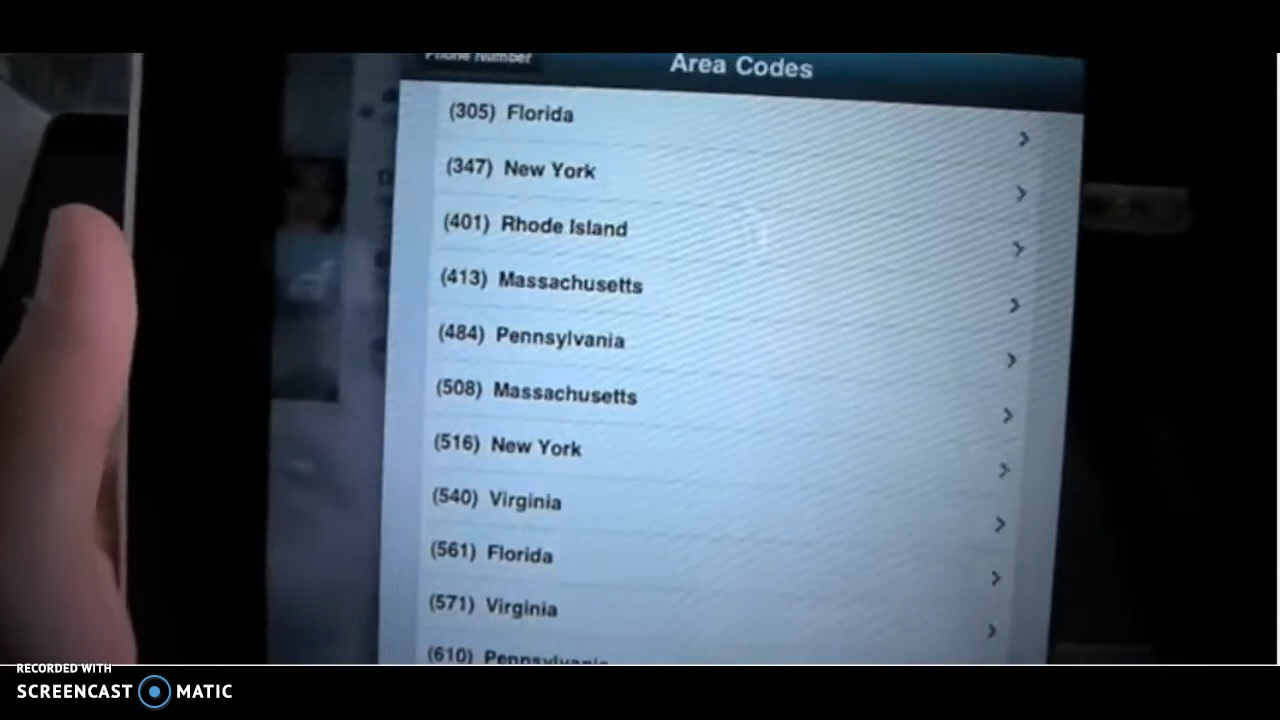 Phone Number
Area Codes
(305) Florida
(347) New York
(401) Rhode Island
(413) Massachusetts
(484) Pennsylvania
(508) Massachusetts
(516) New York
(540) Virginia
(561) Florida
(571) Virginia
(610) Pennsylvania
RECORDED WITH
SCREENCAST MATIC